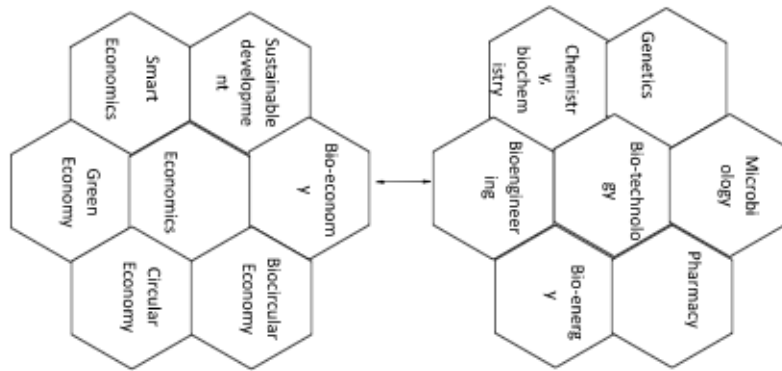 Microbi
ology
Genetics
Pharmacy
Bio-technolo
gy
Chemistr
y,
biochem
istry
Bio-energ
y
Bioengineer
ing
Bio-econom
y
Sustainable
developme
nt
Biocircular
Economy
Economics
Smart
Economics
Circular
Economy
Green
Economy